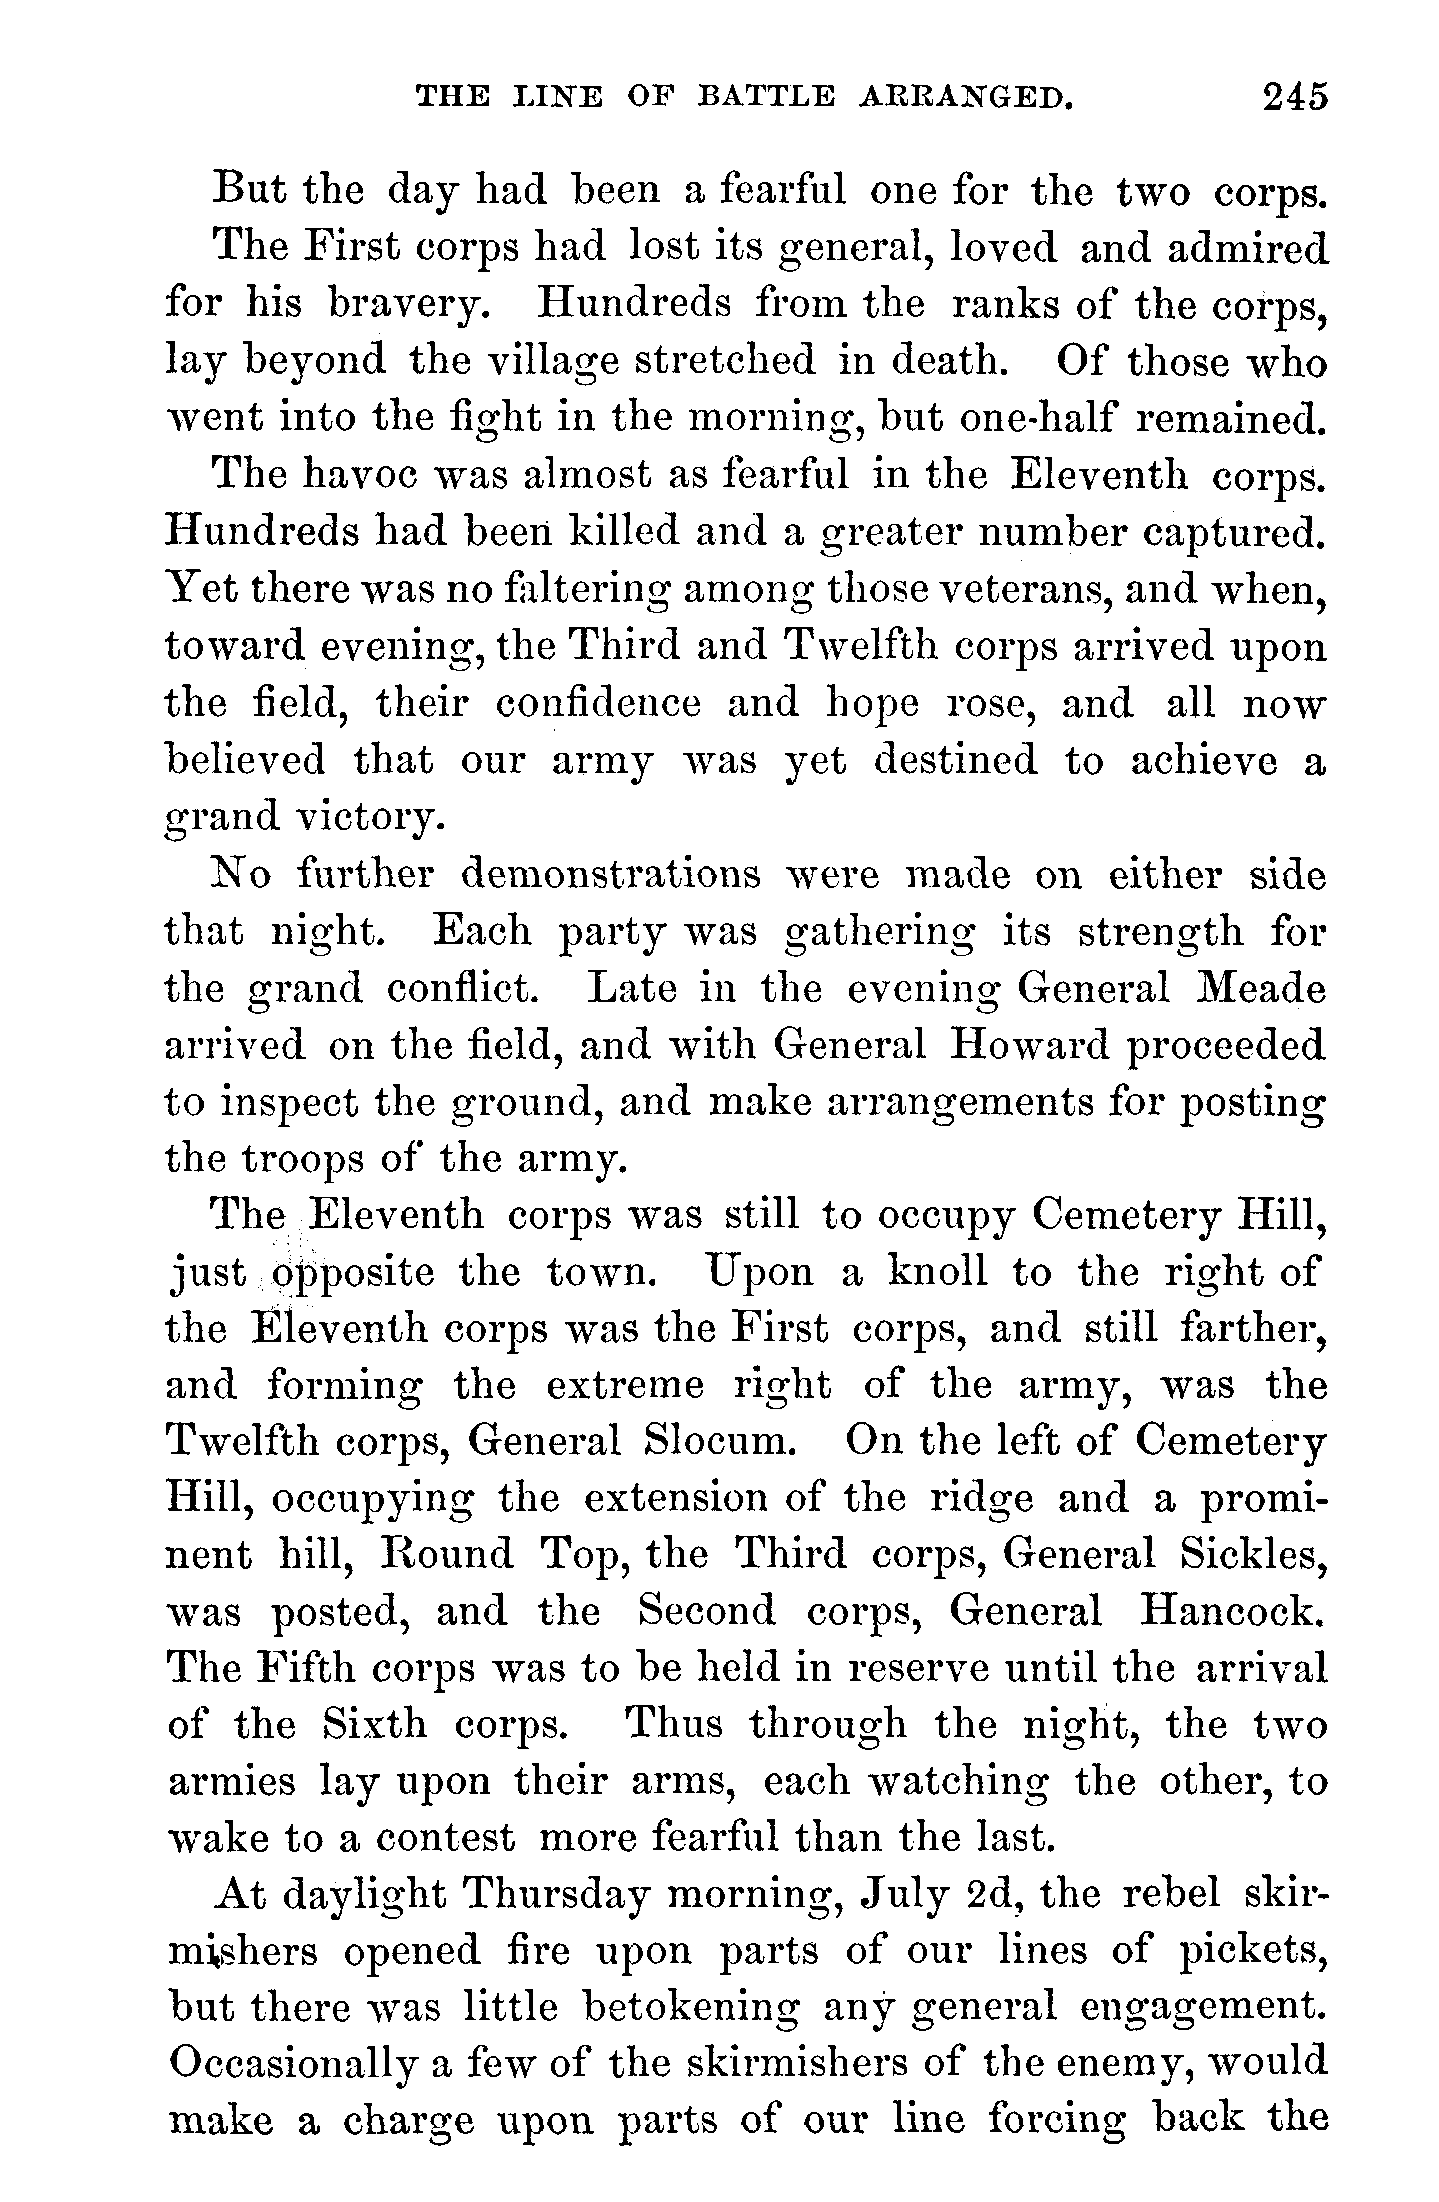 THE LINE OF BATTLE ARRANGED. 245
But the day had been a fearful one for the two corps.
The First corps had lost its general, loved and admired
for his bravery. Hundreds from the ranks of the corps,
lay beyond the village stretched in death. Of those who
went into the fight in the morning, but one-half remained.
The havoc was almost as fearful in the Eleventh corps.
Hundreds had been killed and a greater number captured.
Yet there was no faltering among those veterans, and when,
toward evening, the Third and Twelfth corps arrived upon
the field, their confidence and hope rose, and all now
believed that our army was yet destined to achieve a
grand victory.
No further demonstrations were made on either side
that night. Each party was gathering its strength for
the grand conflict. Late in the evening General Meade
arrived on the field, and with General Howard proceeded
to inspect the ground, and make arrangements for posting
the troops of the army.
The Eleventh corps was still to occupy Cemetery Hill,
just opposite the town. Upon a knoll to the right of
the Eleventh corps was the First corps, and still farther,
and forming the extreme right of the army, was the
Twelfth corps, General Slocum. On the left of Cemetery
Hill, occupying the extension of the ridge and a promi-
nent hill, Round Top, the Third corps, General Sickles,
was posted, and the Second corps, General Hancock.
The Fifth corps was to be held in reserve until the arrival
of the Sixth corps. Thus through the night, the two
armies lay upon their arms, each watching the other, to
wake to a contest more fearful than the last.
At daylight Thursday morning, July 2d, the rebel skir-
mishers opened fire upon parts of our lines of pickets,
but there was little betokening any general engagement.
Occasionally a few of the skirmishers of the enemy, would
make a charge upon parts of our line forcing back the